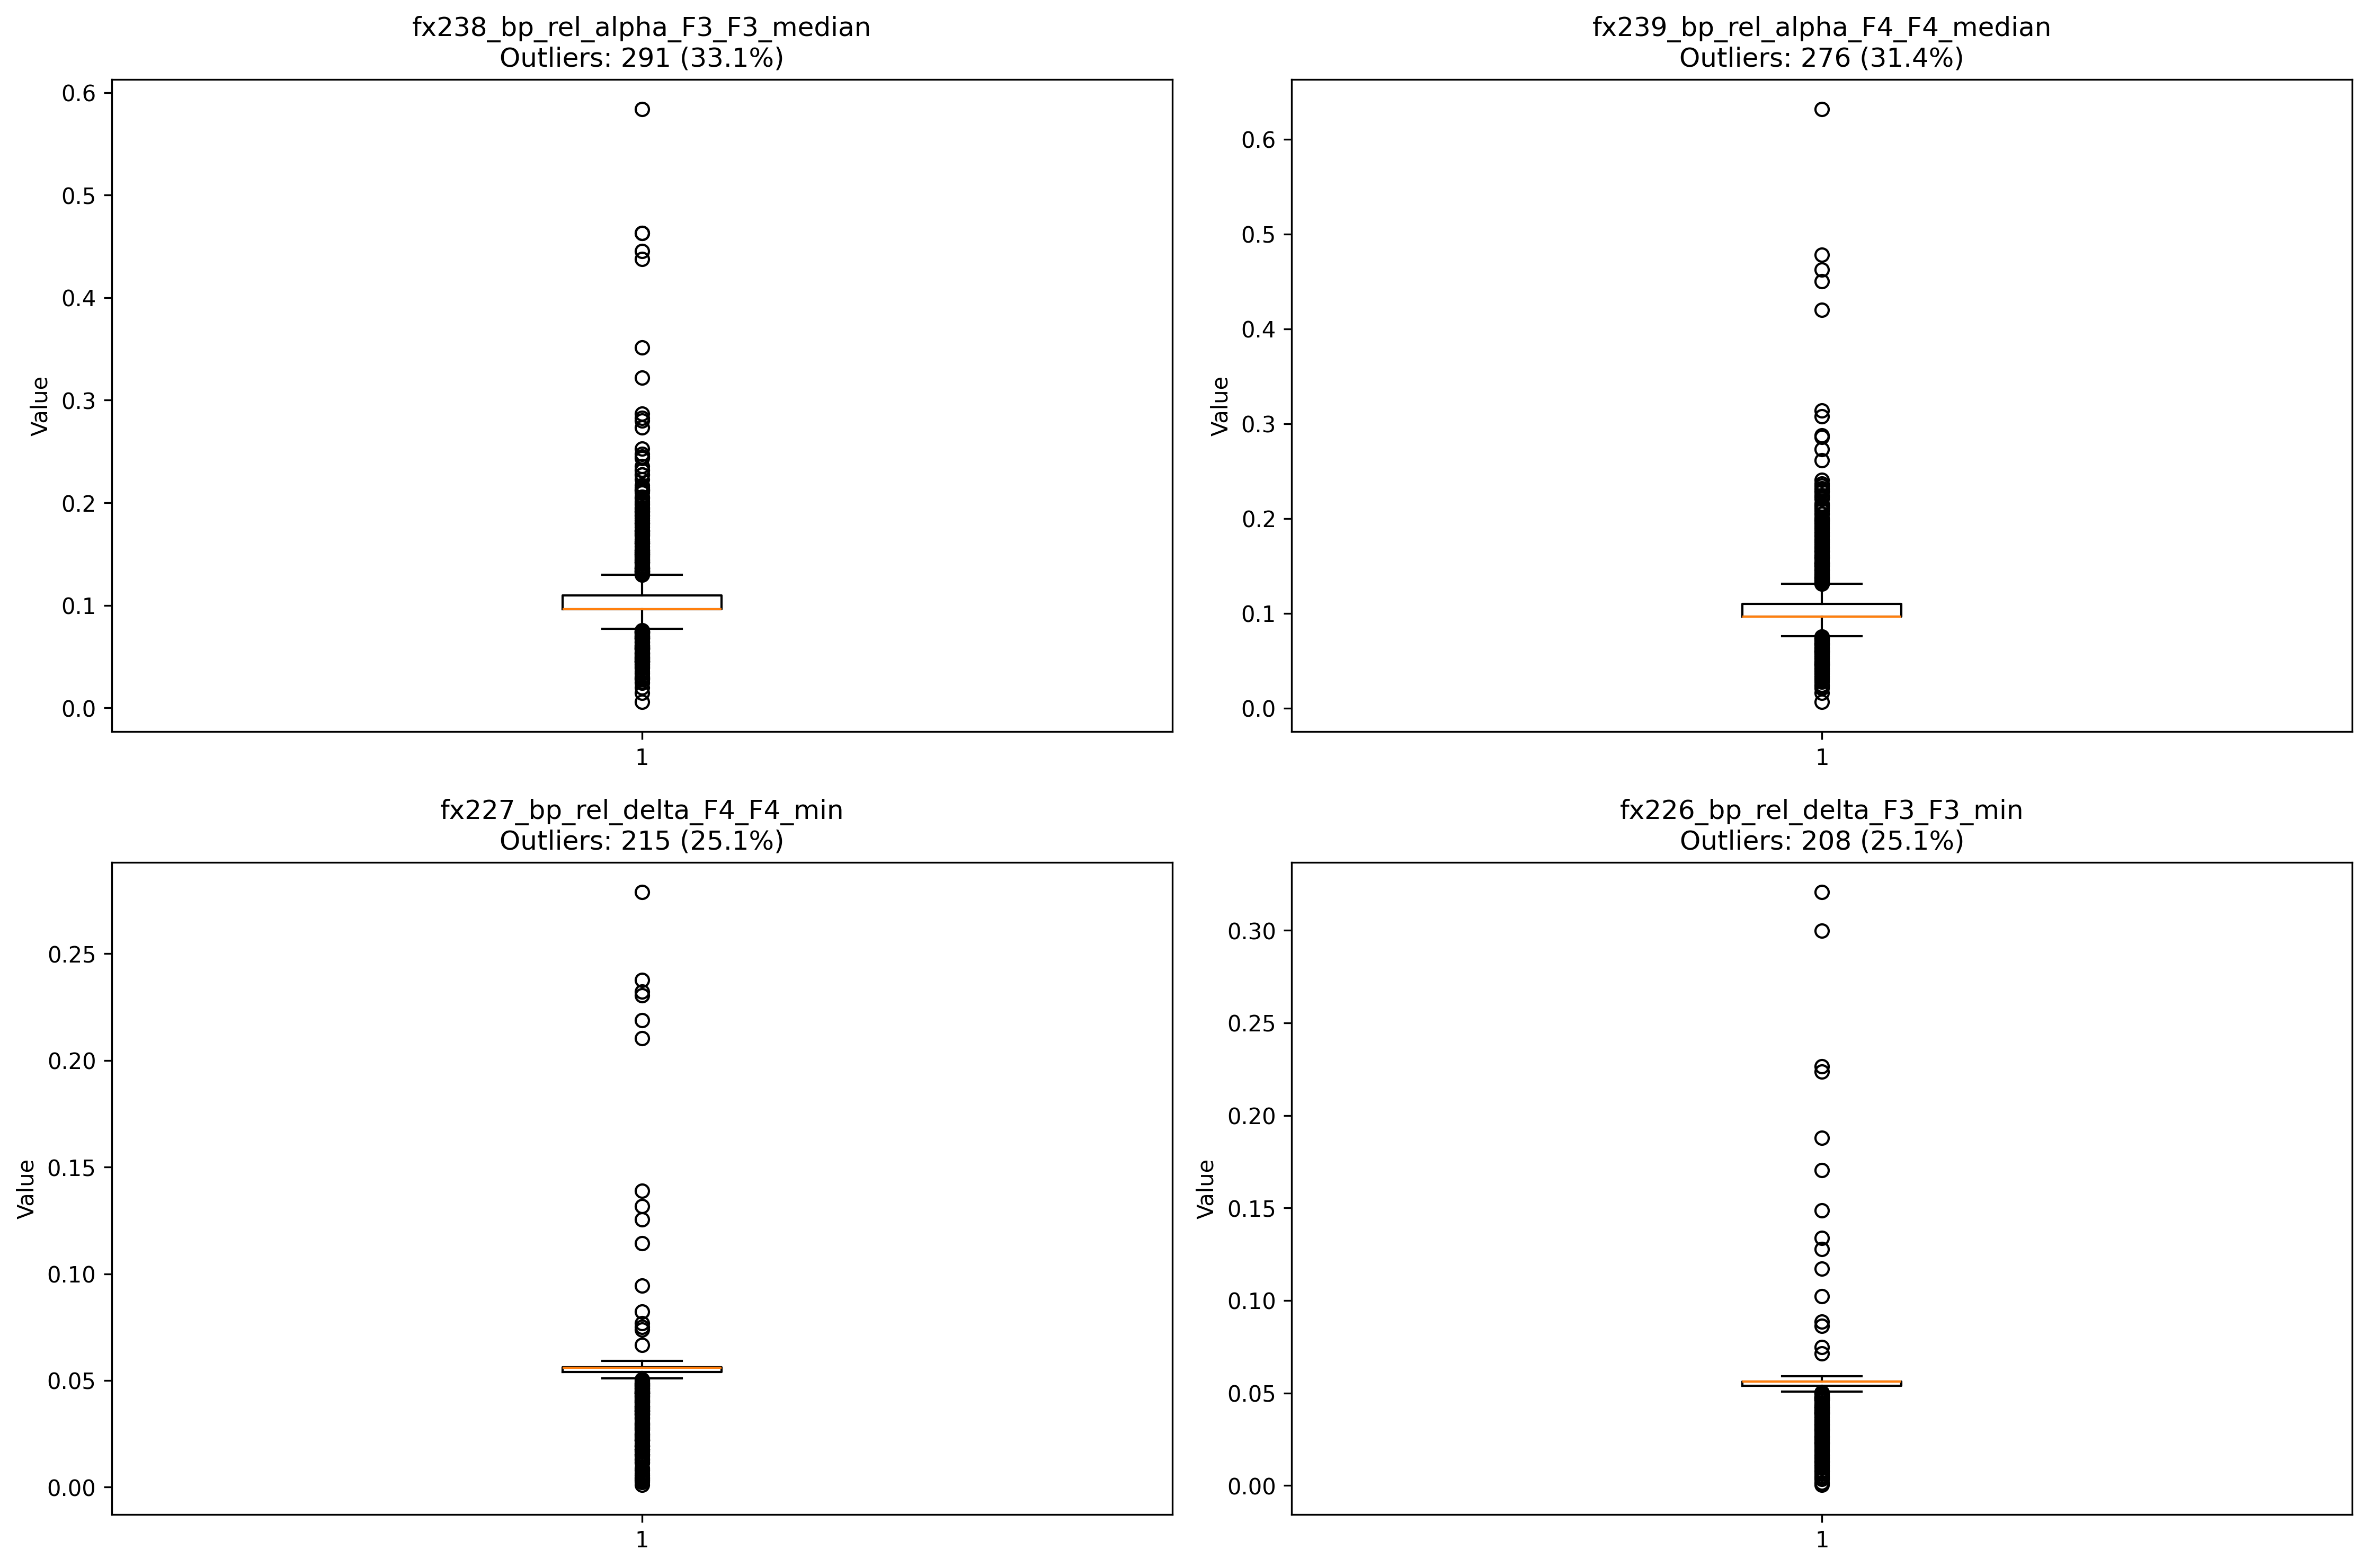 fx238_bp_rel_alpha_F3_F3_median
Outliers: 291 (33.1%)
Value
0.6
0.5
0.4
0.3
0.2
0.1
0.0
1
fx239_bp_rel_alpha_F4_F4_median
Outliers: 276 (31.4%)
Value
0.6
0.5
0.4
0.3
0.2
0.1
0.0
1
fx227_bp_rel_delta_F4_F4_min
Outliers: 215 (25.1%)
Value
0.25
0.20
0.15
0.10
0.05
0.00
1
fx226_bp_rel_delta_F3_F3_min
Outliers: 208 (25.1%)
Value
0.30
0.25
0.20
0.15
0.10
0.05
0.00
1